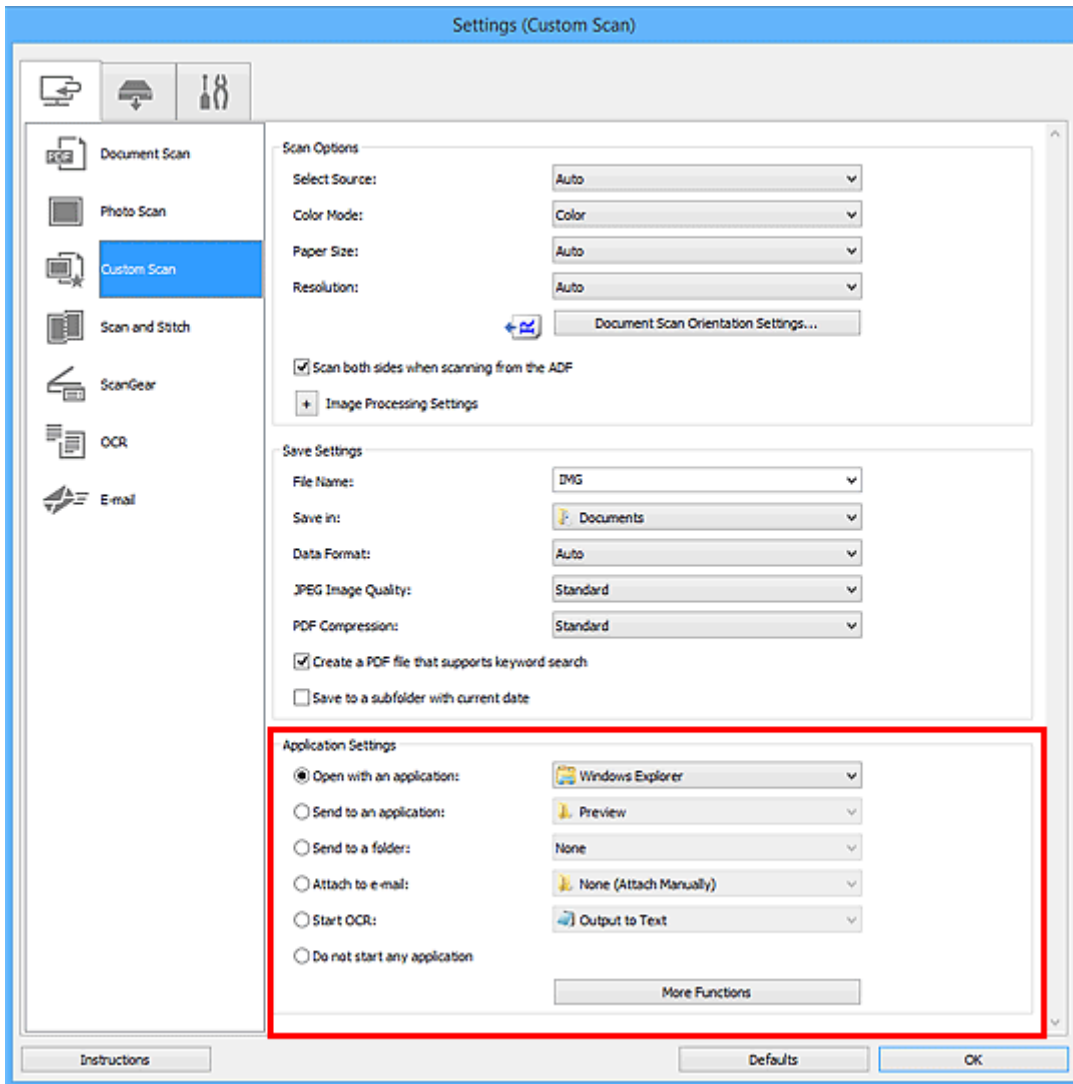 Settings (Custom Scan)
Document Scan
Photo Scan
Custom Scan
Scan and Stitch
ScanGear
OCR
E-mail
Scan Options
Select Source: Auto
Color Mode: Color
Paper Size: Auto
Resolution: Auto
Document Scan Orientation Settings...
Scan both sides when scanning from the ADF
+ Image Processing Settings
Save Settings
File Name: IMG
Save in: Documents
Data Format: Auto
JPEG Image Quality: Standard
PDF Compression: Standard
Create a PDF file that supports keyword search
Save to a subfolder with current date
Application Settings
Open with an application: Windows Explorer
Send to an application: Preview
Send to a folder: None
Attach to e-mail: None (Attach Manually)
Start OCR: Output to Text
Do not start any application
More Functions
Instructions Defaults OK